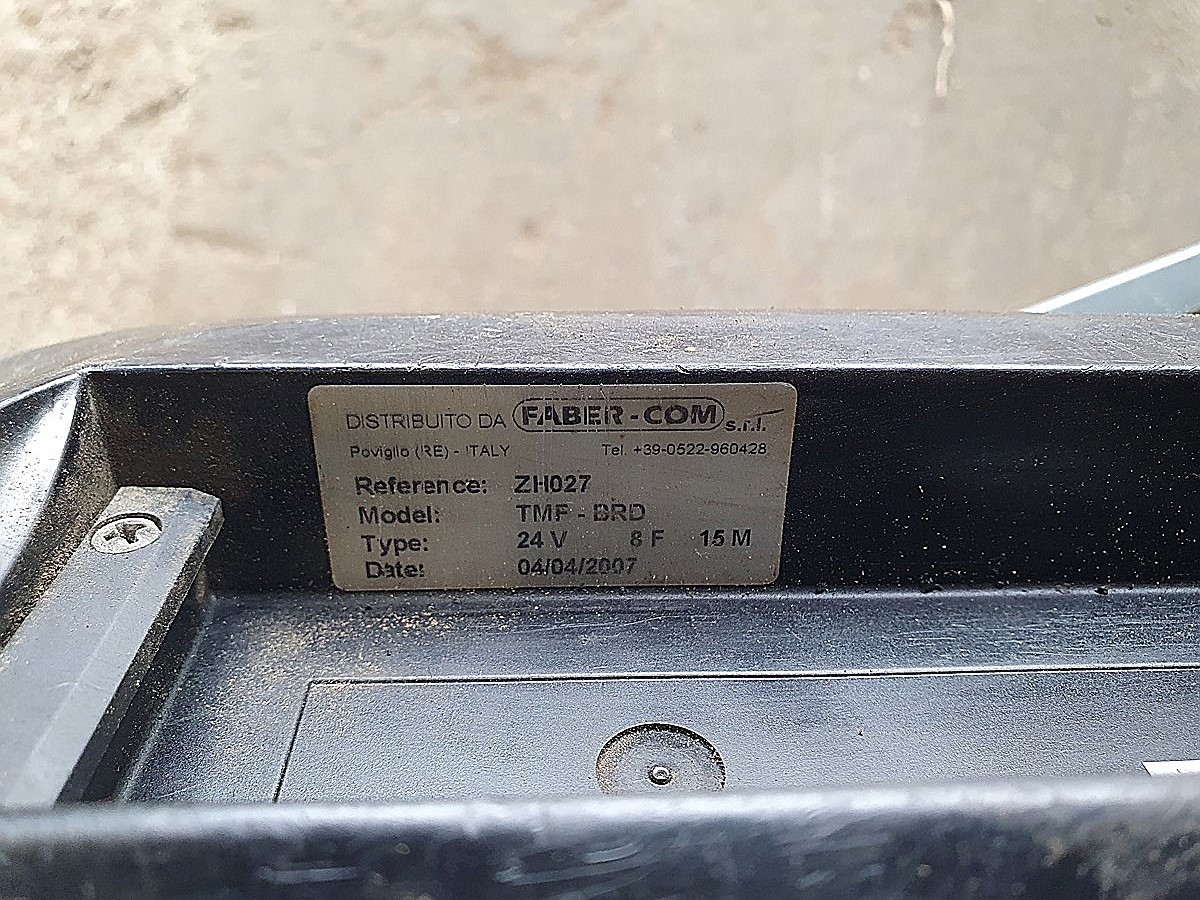 DISTRIBUITO DA FABER-COM s.r.l.
Poviglio (RE) - ITALY Tel. +39-0522-960428
Reference: ZH027
Model: TMF - BRD
Type: 24 V 8 F 15 M
Date: 04/04/2007